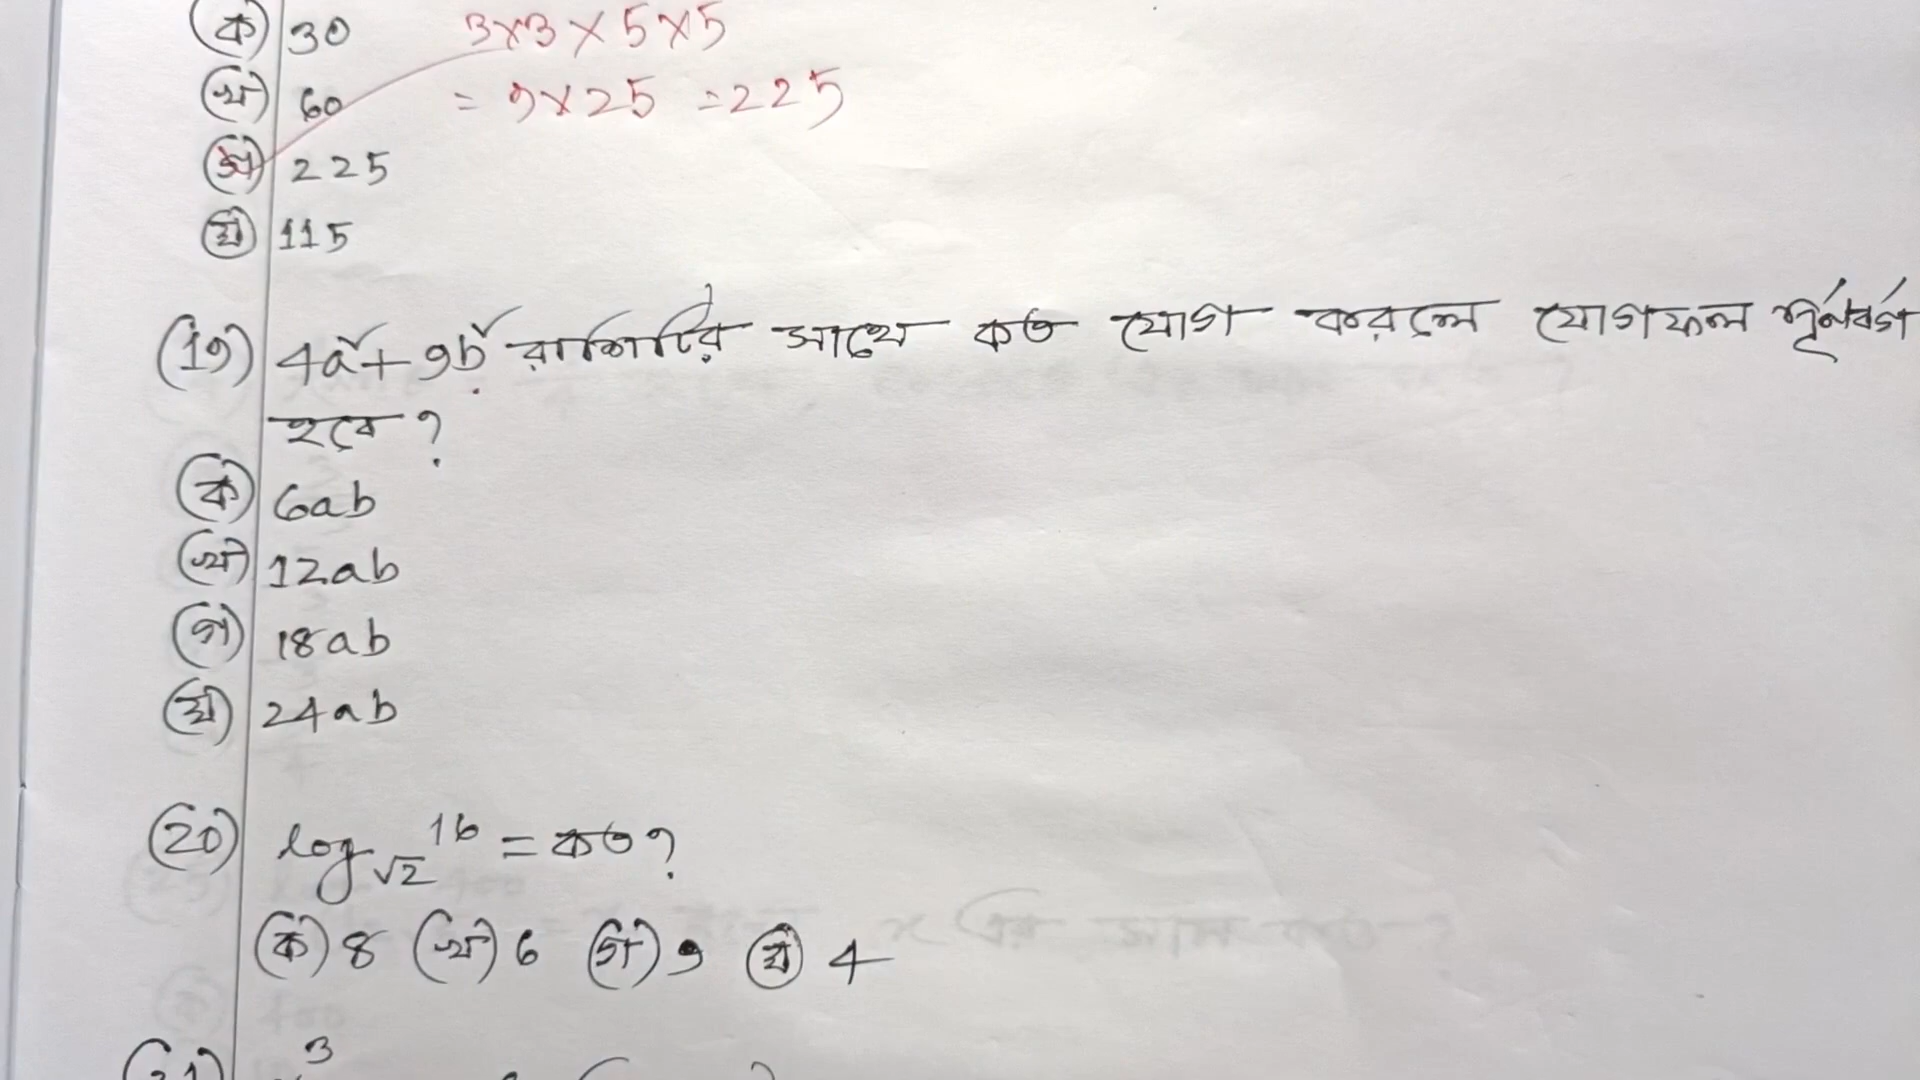 (ক) 30 3×3×5×5
(খ) 60 = 9×25 =225
(গ) 225
(ঘ) 115
(19) 4a²+9b² রাশিটির সাথে কত যোগ করলে যোগফল পূর্ণবর্গ
হবে?
(ক) 6ab
(খ) 12ab
(গ) 18ab
(ঘ) 24ab
(20) log√2 16 = কত?
(ক) 8 (খ) 6 (গ) 9 (ঘ) 4
3